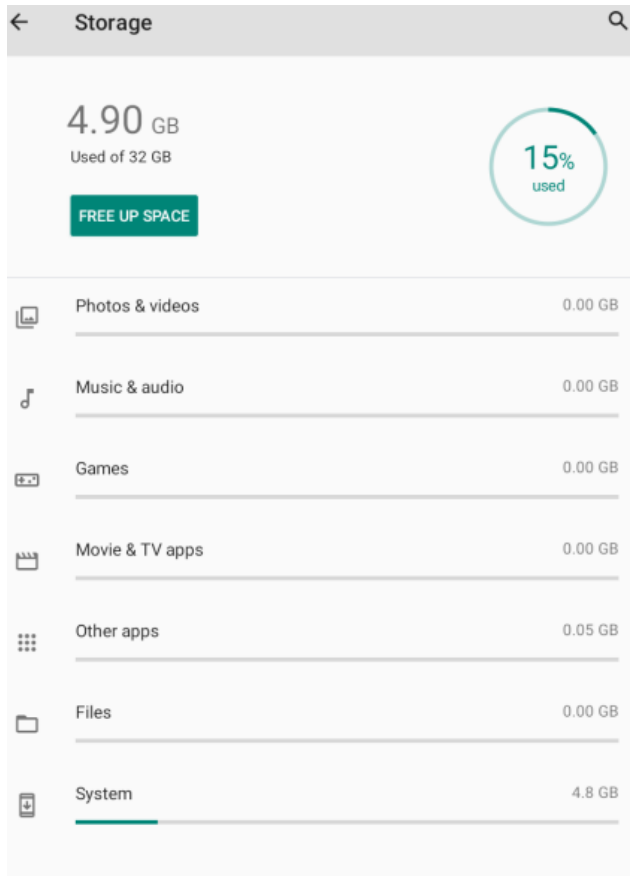 Storage
4.90 GB
Used of 32 GB
15%
used
FREE UP SPACE
Photos & videos 0.00 GB
Music & audio 0.00 GB
Games 0.00 GB
Movie & TV apps 0.00 GB
Other apps 0.05 GB
Files 0.00 GB
System 4.8 GB